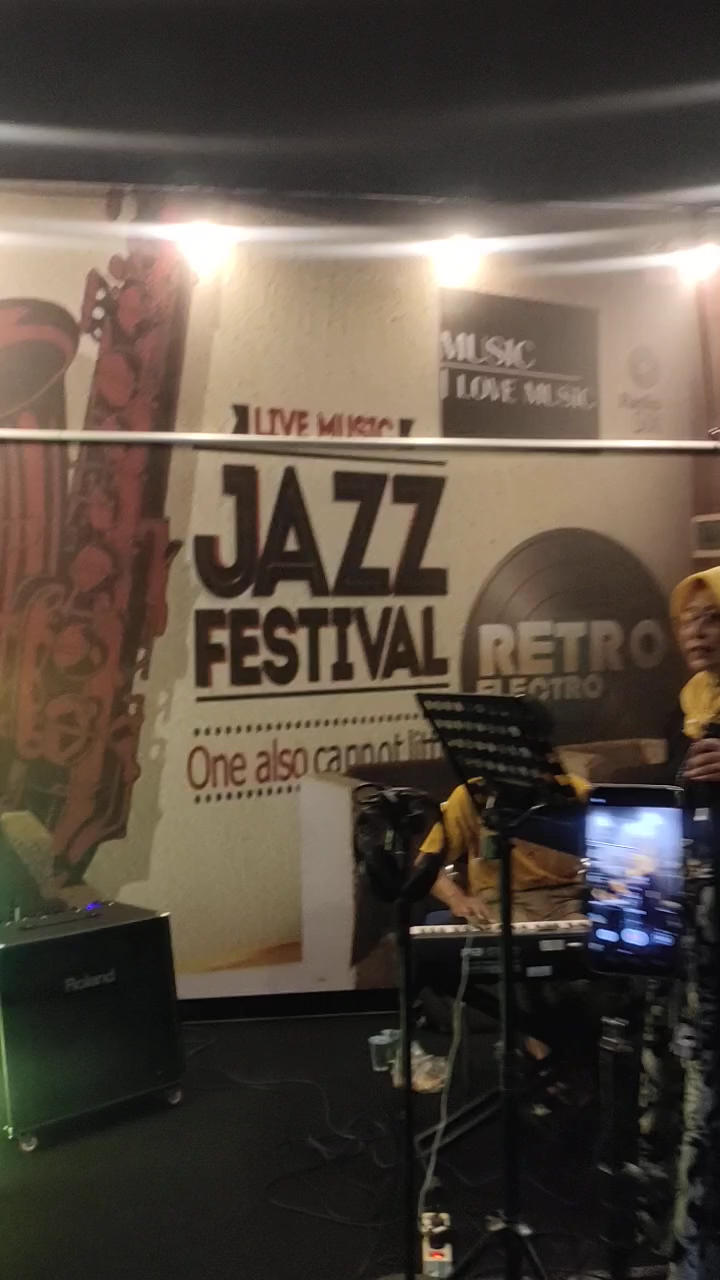 MUSIC
I LOVE MUSIC
LIVE MUSIC
JAZZ
FESTIVAL
RETRO
ELECTRO
One also cannot
Roland